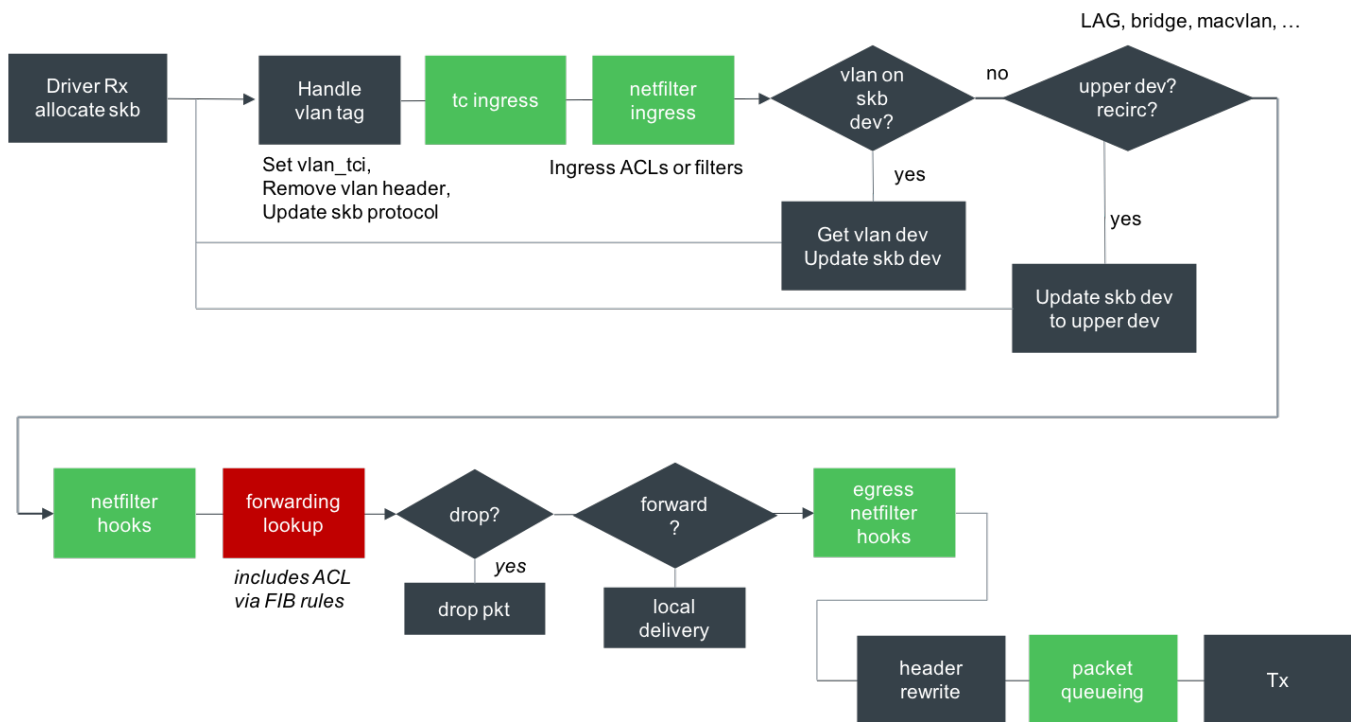 LAG, bridge, macvlan, ...
Driver Rx
allocate skb
Handle
vlan tag
tc ingress
netfilter
ingress
vlan on
skb
dev?
no
upper dev?
recirc?
Set vlan_tci,
Remove vlan header,
Update skb protocol
Ingress ACLs or filters
yes
yes
Get vlan dev
Update skb dev
Update skb dev
to upper dev
netfilter
hooks
forwarding
lookup
drop?
forward
?
egress
netfilter
hooks
includes ACL
via FIB rules
yes
drop pkt
local
delivery
header
rewrite
packet
queueing
Tx